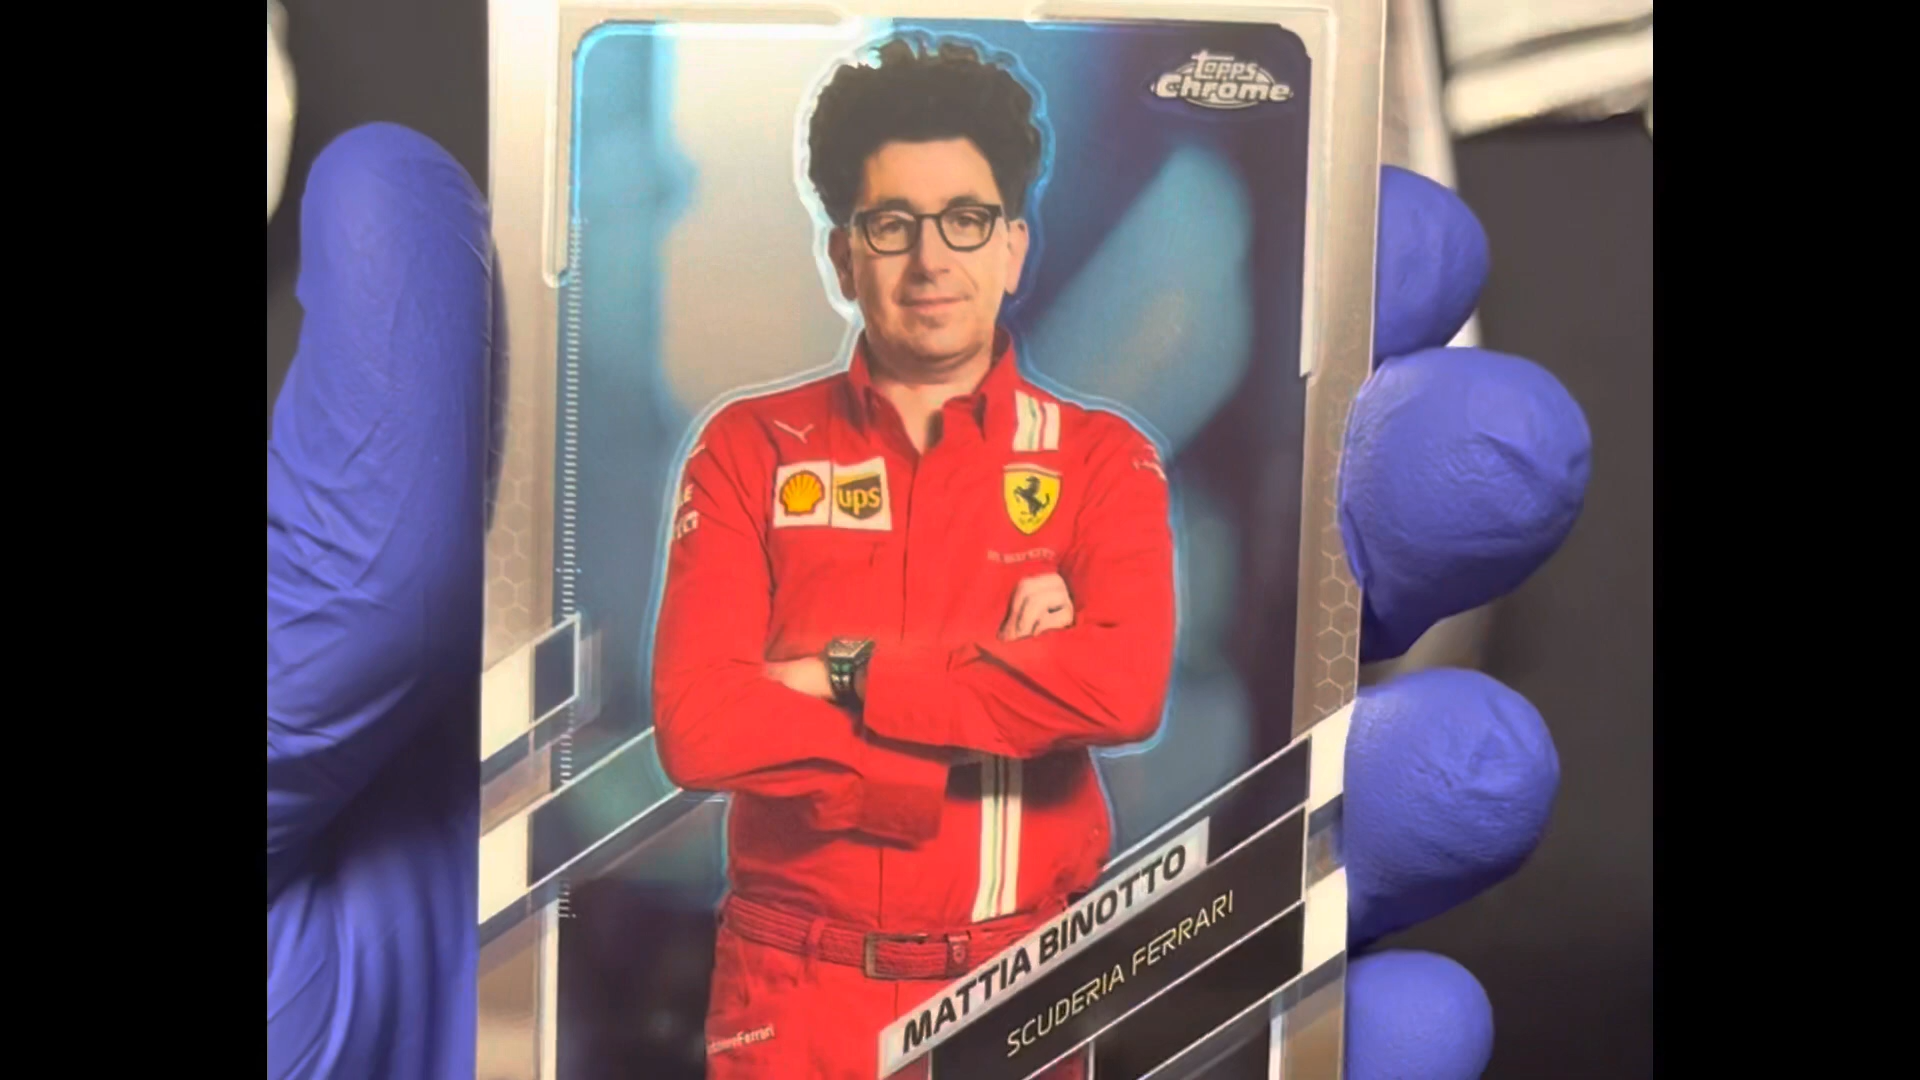 topps
Chrome
ups
MATTIA BINOTTO
SCUDERIA FERRARI